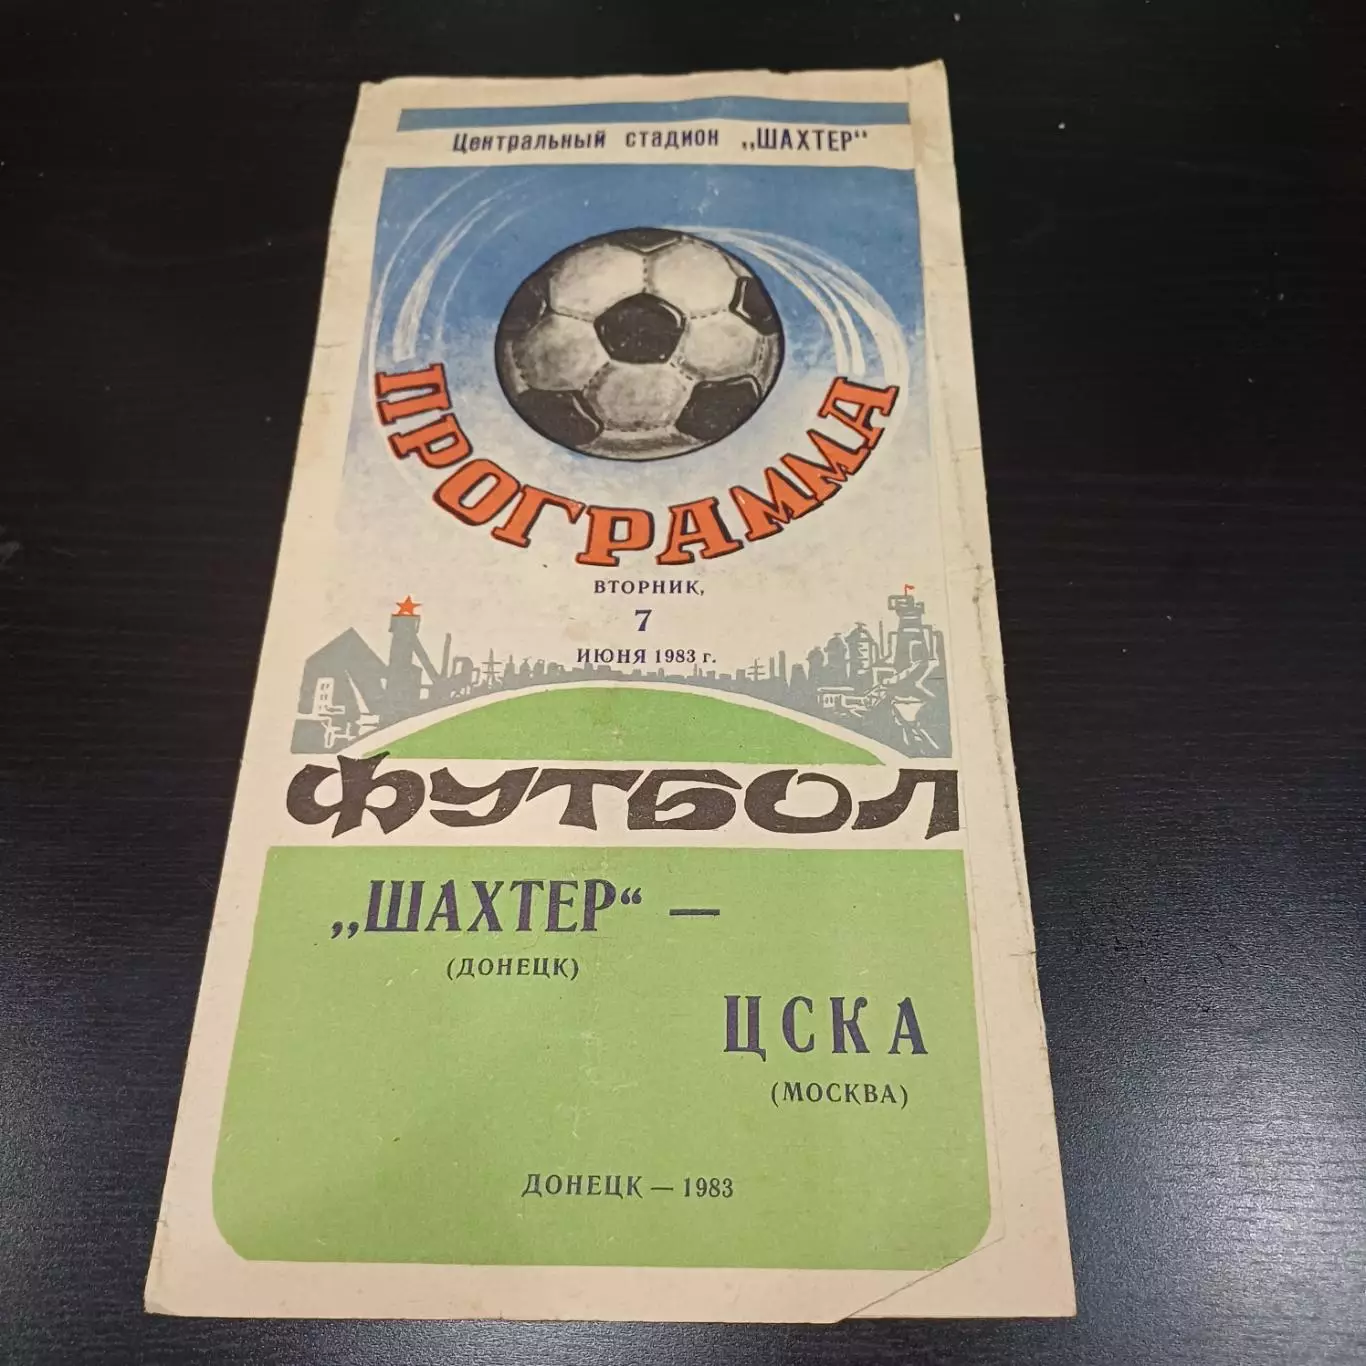 Центральный стадион „ШАХТЕР"
ПРОГРАММА
ВТОРНИК,
7
ИЮНЯ 1983 г.
ФУТБОЛ
„ШАХТЕР“ —
(ДОНЕЦК)
ЦСКА
(МОСКВА)
ДОНЕЦК — 1983